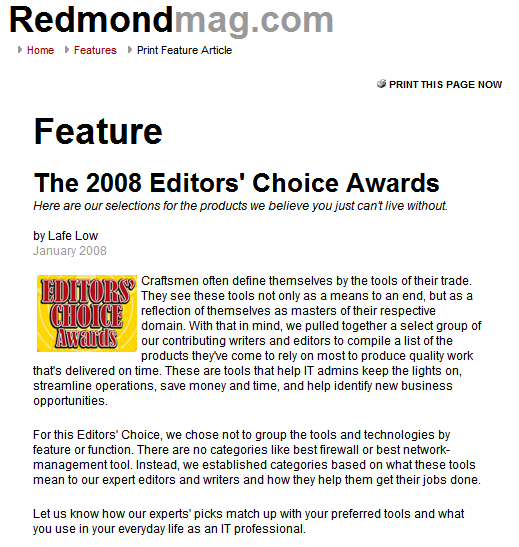 Redmondmag.com
Home Features Print Feature Article
PRINT THIS PAGE NOW
Feature
The 2008 Editors' Choice Awards
Here are our selections for the products we believe you just can't live without.
by Lafe Low
January 2008
EDITORS'
CHOICE
Awards
Craftsmen often define themselves by the tools of their trade.
They see these tools not only as a means to an end, but as a
reflection of themselves as masters of their respective
domain. With that in mind, we pulled together a select group of
our contributing writers and editors to compile a list of the
products they've come to rely on most to produce quality work
that's delivered on time. These are tools that help IT admins keep the lights on,
streamline operations, save money and time, and help identify new business
opportunities.
For this Editors' Choice, we chose not to group the tools and technologies by
feature or function. There are no categories like best firewall or best network-
management tool. Instead, we established categories based on what these tools
mean to our expert editors and writers and how they help them get their jobs done.
Let us know how our experts' picks match up with your preferred tools and what
you use in your everyday life as an IT professional.